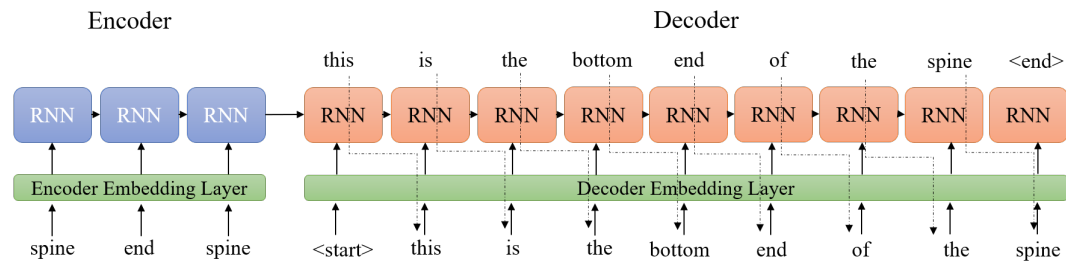 Encoder Decoder
this is the bottom end of the spine <end>
RNN RNN RNN RNN RNN RNN RNN RNN RNN RNN RNN RNN
Encoder Embedding Layer Decoder Embedding Layer
spine end spine <start> this is the bottom end of the spine